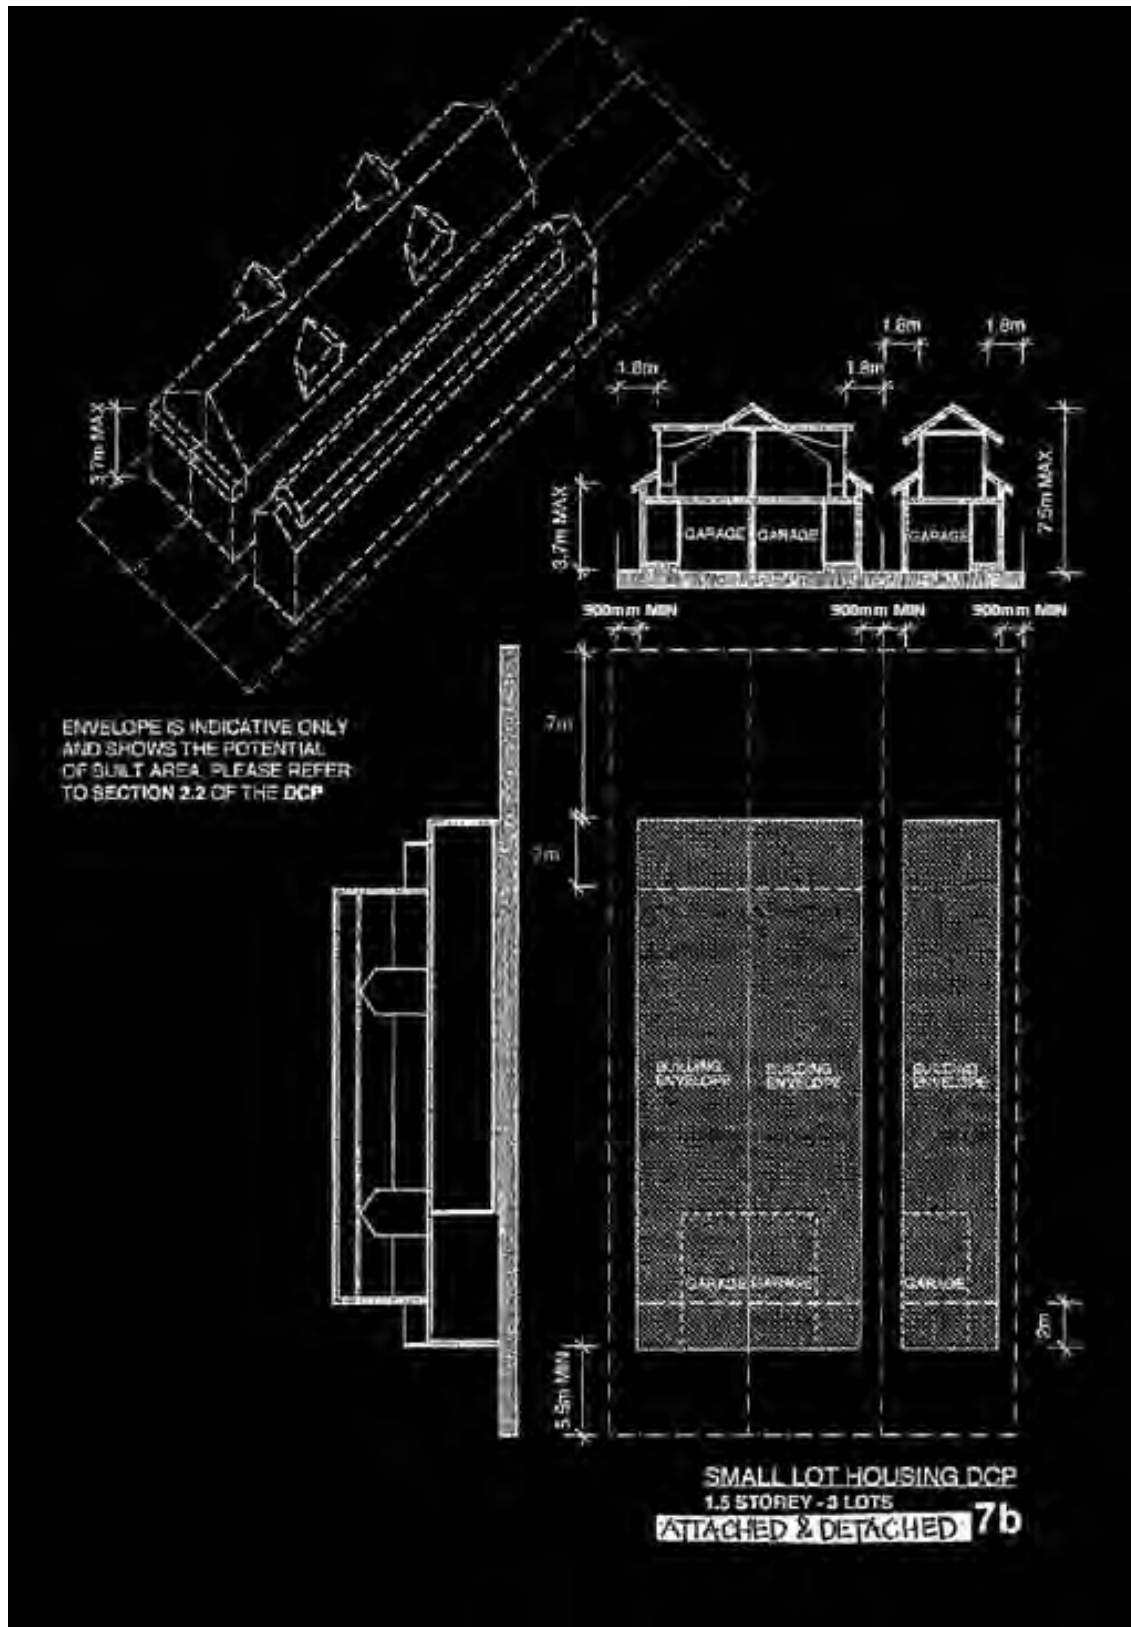 1.8m 1.8m
1.8m 1.8m
3.7m MAX
3.7m MAX
7.5m MAX
GARAGE GARAGE GARAGE
900mm MIN 900mm MIN 900mm MIN
7m
ENVELOPE IS INDICATIVE ONLY
AND SHOWS THE POTENTIAL
OF BUILT AREA. PLEASE REFER
TO SECTION 2.2 OF THE DCP
7m
BUILDING ENVELOPE
BUILDING ENVELOPE
BUILDING ENVELOPE
GARAGE GARAGE GARAGE
5.5m MIN
SMALL LOT HOUSING DCP
1.5 STOREY - 3 LOTS
ATTACHED & DETACHED 7b